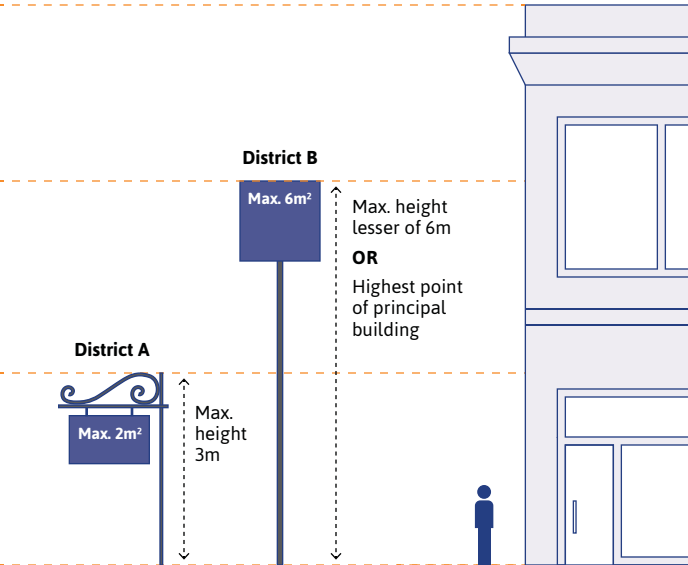 District B
Max. 6m²
Max. height
lesser of 6m
OR
Highest point
of principal
building
District A
Max. 2m²
Max.
height
3m